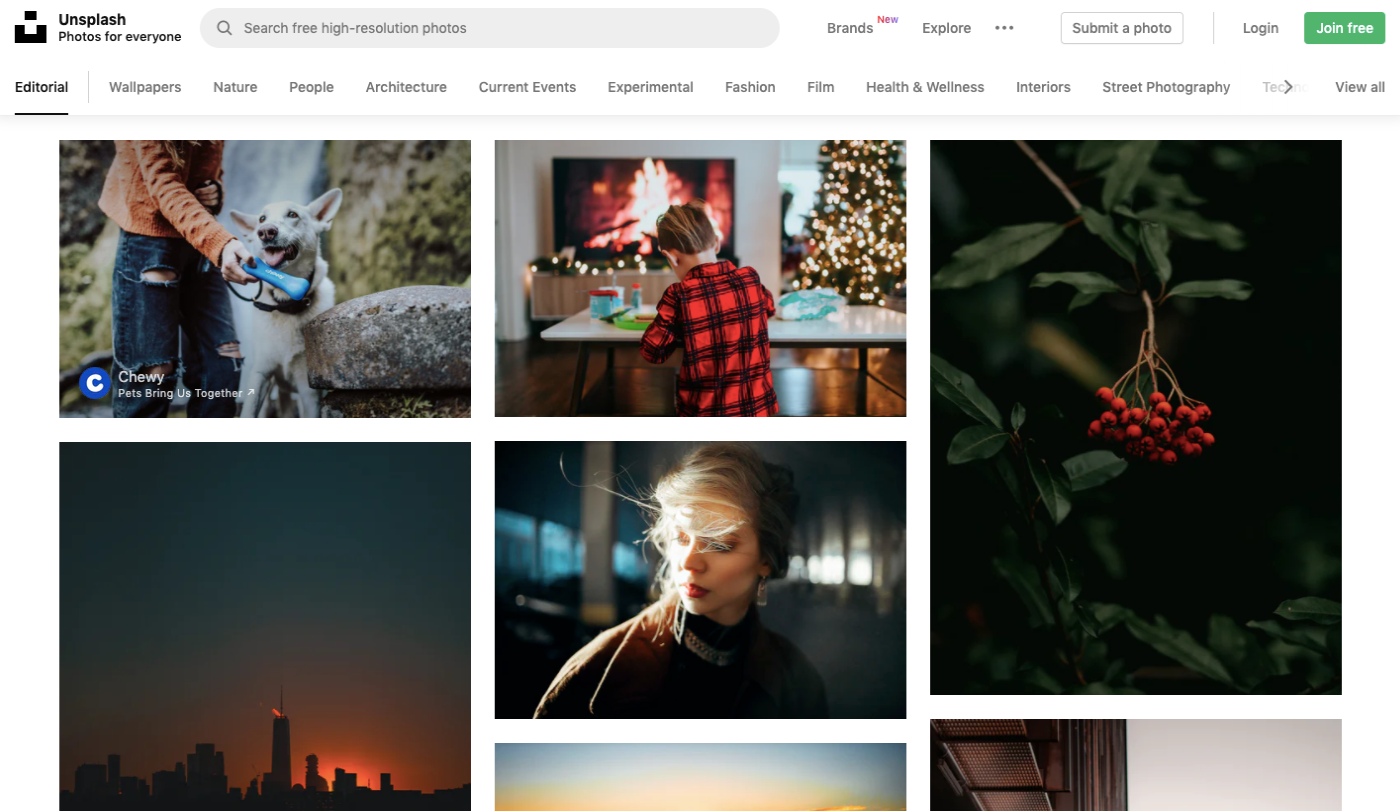 Unsplash
Photos for everyone
Search free high-resolution photos
Brands New
Explore
Submit a photo
Login
Join free
Editorial
Wallpapers
Nature
People
Architecture
Current Events
Experimental
Fashion
Film
Health & Wellness
Interiors
Street Photography
View all
Chewy
Pets Bring Us Together ↗